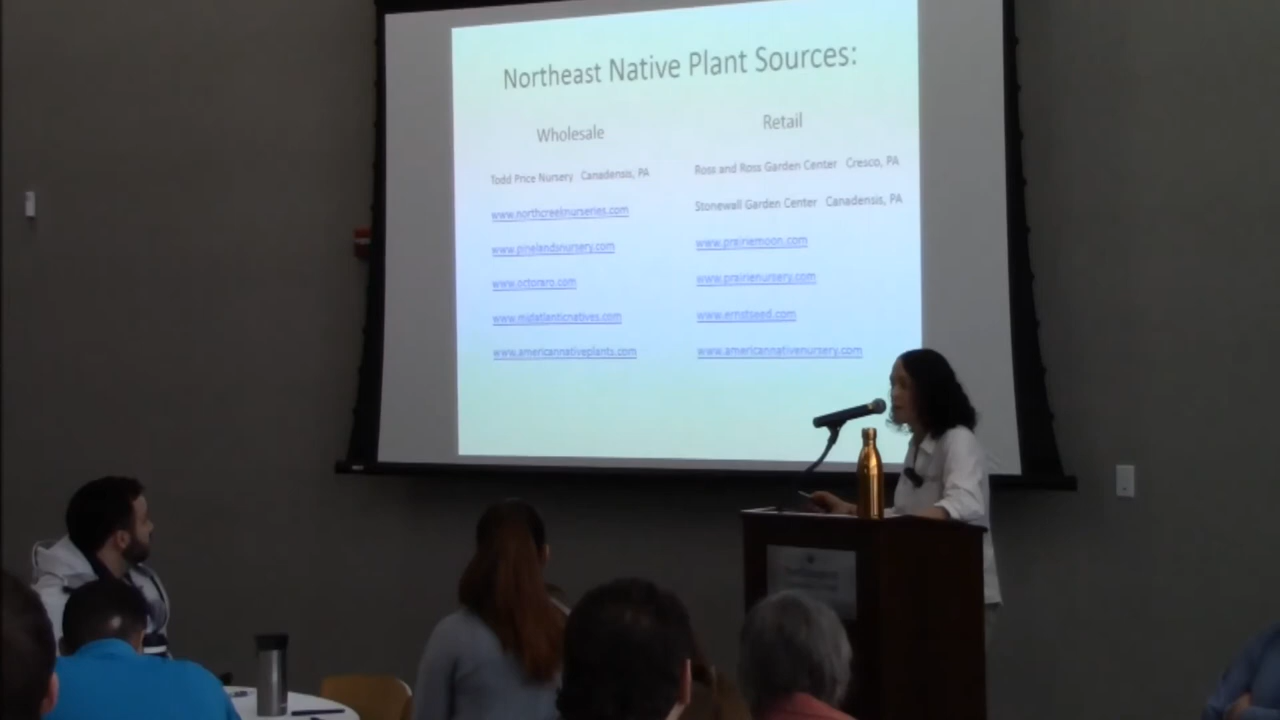 Northeast Native Plant Sources:
Wholesale
Todd Price Nursery Canadensis, PA
www.northcreeknurseries.com
www.pinelandsnursery.com
www.octoraro.com
www.midatlanticnatives.com
www.americannativeplants.com
Retail
Ross and Ross Garden Center Cresco, PA
Stonewall Garden Center Canadensis, PA
www.prairiemoon.com
www.prairienursery.com
www.ernstseed.com
www.americannativenursery.com